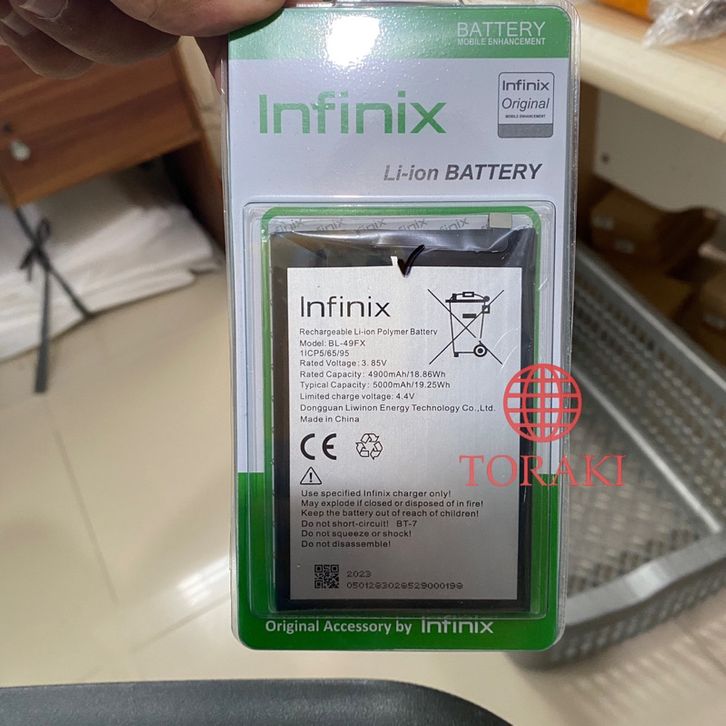 BATTERY
MOBILE ENHANCEMENT
Infinix
Original
MOBILE ENHANCEMENT
Infinix
Li-ion BATTERY
Infinix
Rechargeable Li-ion Polymer Battery
Model: BL-49FX
1ICP5/65/95
Rated Voltage: 3.85V
Rated Capacity: 4900mAh/18.86Wh
Typical Capacity: 5000mAh/19.25Wh
Limited charge voltage: 4.4V
Dongguan Liwinon Energy Technology Co.,Ltd.
Made in China
CE
TORAKI
Use specified Infinix charger only!
May explode if closed or disposed of in fire!
Keep the battery out of reach of children!
Do not short-circuit! BT-7
Do not squeeze or shock!
Do not disassemble!
2023
Original Accessory by Infinix